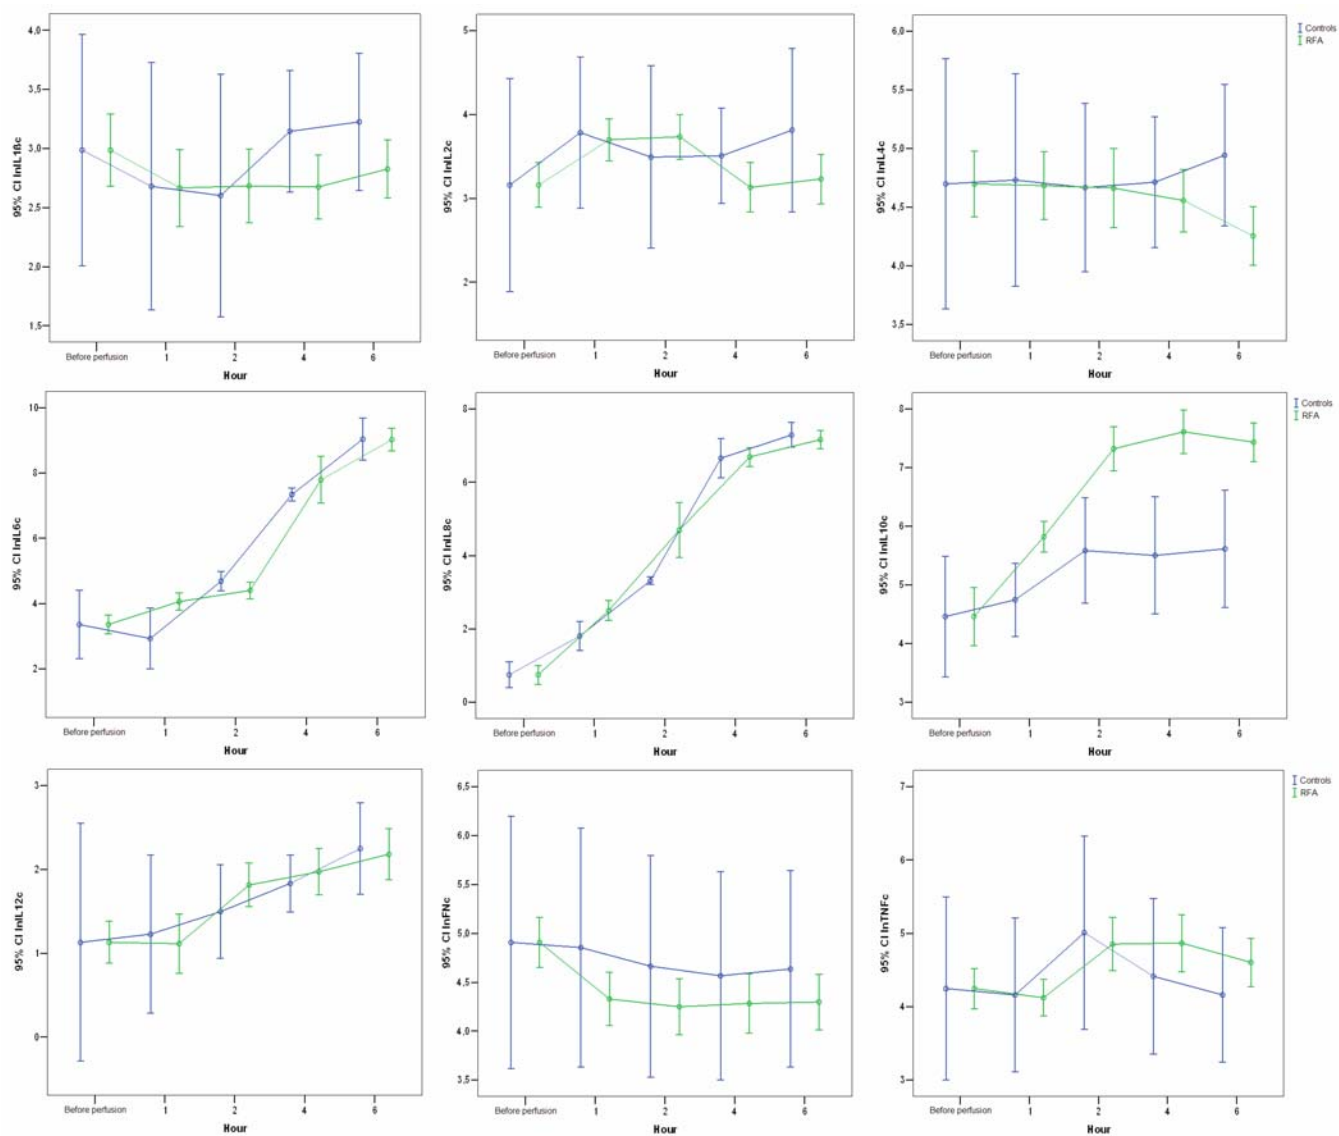 Controls
RFA
95% CI lnIL1ßc
4,0
3,5
3,0
2,5
2,0
1,5
Before perfusion 1 2 4 6
Hour
95% CI lnIL2c
5
4
3
2
Before perfusion 1 2 4 6
Hour
95% CI lnIL4c
6,0
5,5
5,0
4,5
4,0
3,5
Before perfusion 1 2 4 6
Hour
Controls
RFA
95% CI lnIL6c
10
8
6
4
2
Before perfusion 1 2 4 6
Hour
95% CI lnIL8c
8
6
4
2
0
Before perfusion 1 2 4 6
Hour
95% CI lnIL10c
8
7
6
5
4
3
Before perfusion 1 2 4 6
Hour
Controls
RFA
95% CI lnIL12c
3
2
1
0
Before perfusion 1 2 4 6
Hour
95% CI lnFNc
6,5
6,0
5,5
5,0
4,5
4,0
3,5
Before perfusion 1 2 4 6
Hour
95% CI lnTNFc
7
6
5
4
3
Before perfusion 1 2 4 6
Hour